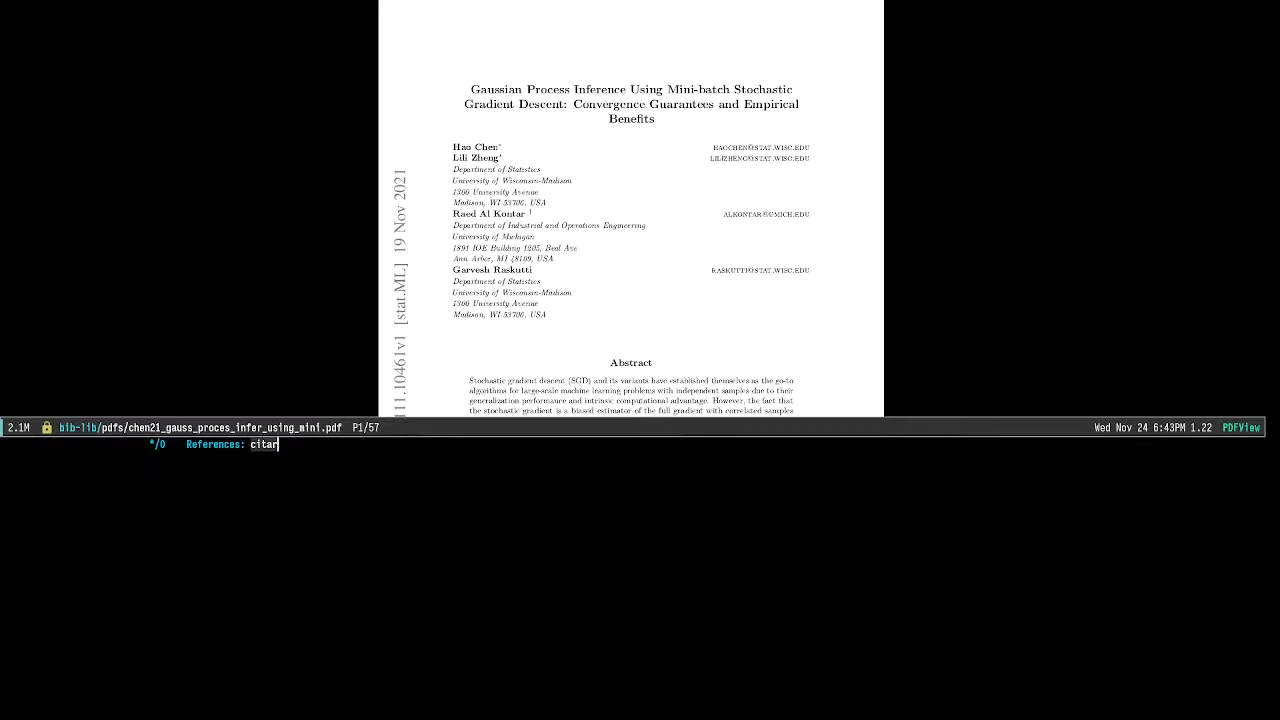 Gaussian Process Inference Using Mini-batch Stochastic
Gradient Descent: Convergence Guarantees and Empirical
Benefits
Hao Chen* HAOCHEN@STAT.WISC.EDU
Lili Zheng* LILIZHENG@STAT.WISC.EDU
Department of Statistics
University of Wisconsin-Madison
1300 University Avenue
Madison, WI 53706, USA
Raed Al Kontar † ALKONTAR@UMICH.EDU
Department of Industrial and Operations Engineering
University of Michigan
1891 IOE Building 1205, Beal Ave
Ann Arbor, MI 48109, USA
Garvesh Raskutti RASKUTTI@STAT.WISC.EDU
Department of Statistics
University of Wisconsin-Madison
1300 University Avenue
Madison, WI 53706, USA
Abstract
Stochastic gradient descent (SGD) and its variants have established themselves as the go-to
algorithms for large-scale machine learning problems with independent samples due to their
generalization performance and intrinsic computational advantage. However, the fact that
the stochastic gradient is a biased estimator of the full gradient with correlated samples
111.10461v1 [stat.ML] 19 Nov 2021
2.1M bib-lib/pdfs/chen21_gauss_proces_infer_using_mini.pdf P1/57 Wed Nov 24 6:43PM 1.22 PDFView
*/0 References: citar